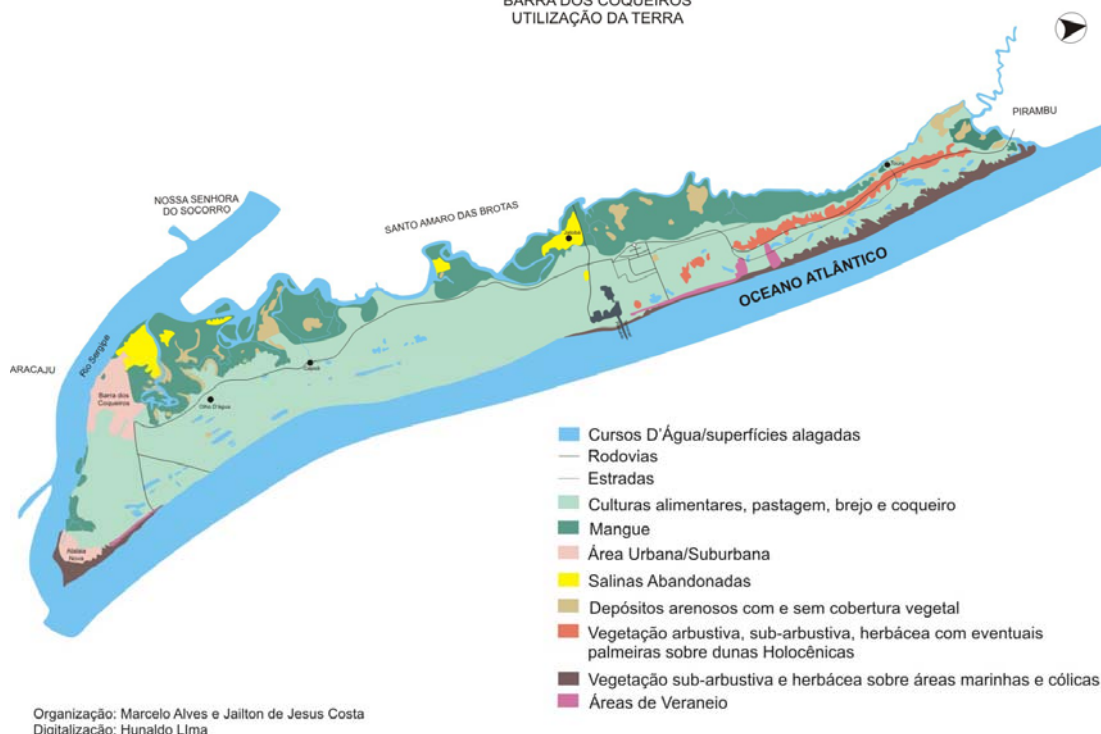 BARRA DOS COQUEIROS
UTILIZAÇÃO DA TERRA
PIRAMBU
NOSSA SENHORA
DO SOCORRO
SANTO AMARO DAS BROTAS
OCEANO ATLÂNTICO
Rio Sergipe
ARACAJU
Barra dos
Coqueiros
Olho D'água
Capuã
Jatobá
Touro
Atalaia
Nova
Cursos D'Água/superfícies alagadas
Rodovias
Estradas
Culturas alimentares, pastagem, brejo e coqueiro
Mangue
Área Urbana/Suburbana
Salinas Abandonadas
Depósitos arenosos com e sem cobertura vegetal
Vegetação arbustiva, sub-arbustiva, herbácea com eventuais
palmeiras sobre dunas Holocênicas
Vegetação sub-arbustiva e herbácea sobre áreas marinhas e cólicas
Áreas de Veraneio
Organização: Marcelo Alves e Jailton de Jesus Costa
Digitalização: Hunaldo LIma